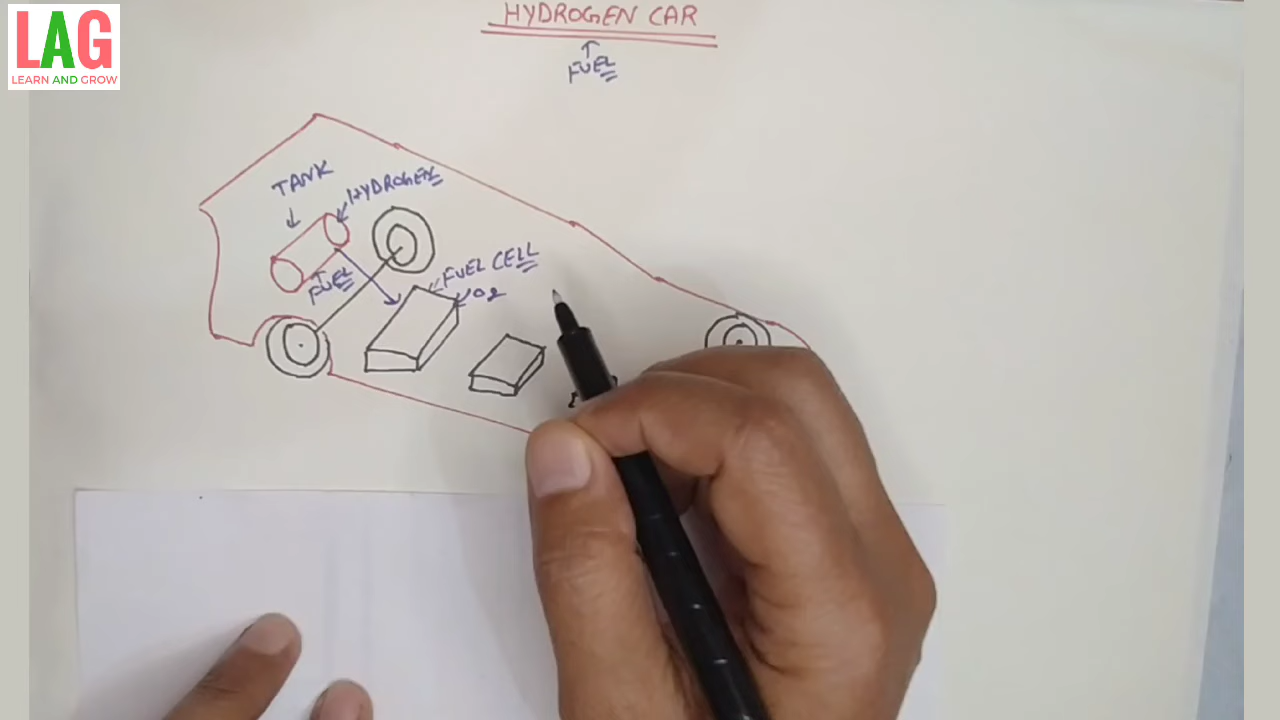 LAG
LEARN AND GROW
HYDROGEN CAR
FUEL
TANK
HYDROGEN
FUEL
FUEL CELL
O2